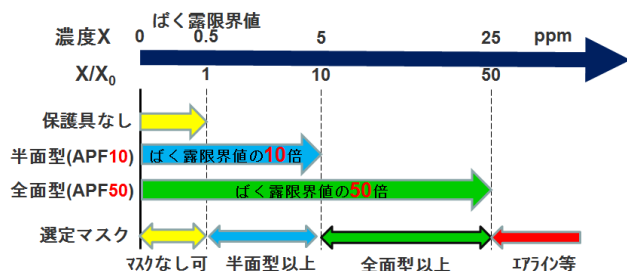 ばく露限界値
濃度X 0 0.5 5 25 ppm
X/X0 1 10 50
保護具なし
半面型(APF10) ばく露限界値の10倍
全面型(APF50) ばく露限界値の50倍
選定マスク
ﾏｽｸなし可 半面型以上 全面型以上 ｴｱﾗｲﾝ等